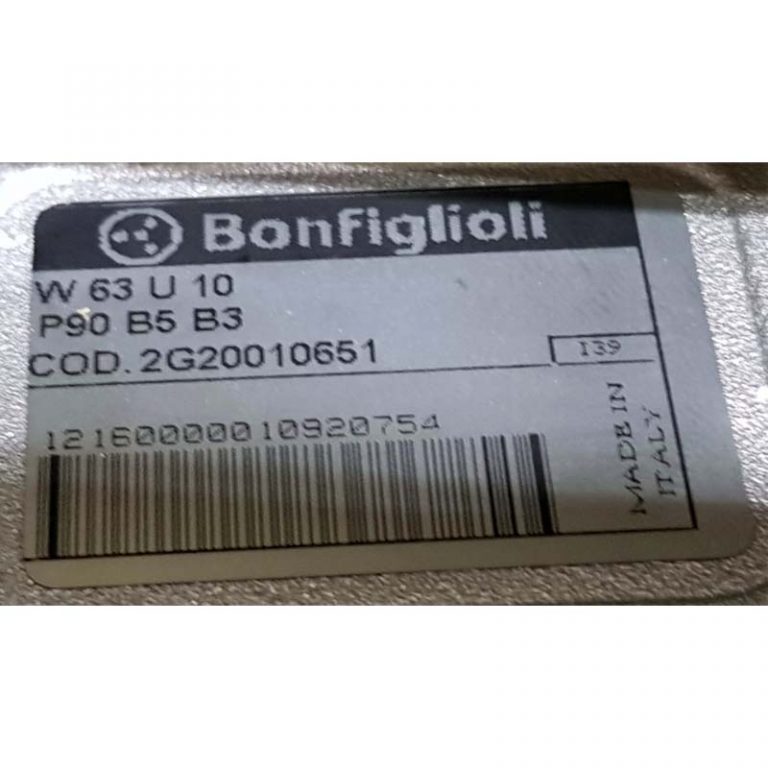 Bonfiglioli
W 63 U 10
P90 B5 B3
COD. 2G20010651
I39
12160000010920754
MADE IN
ITALY